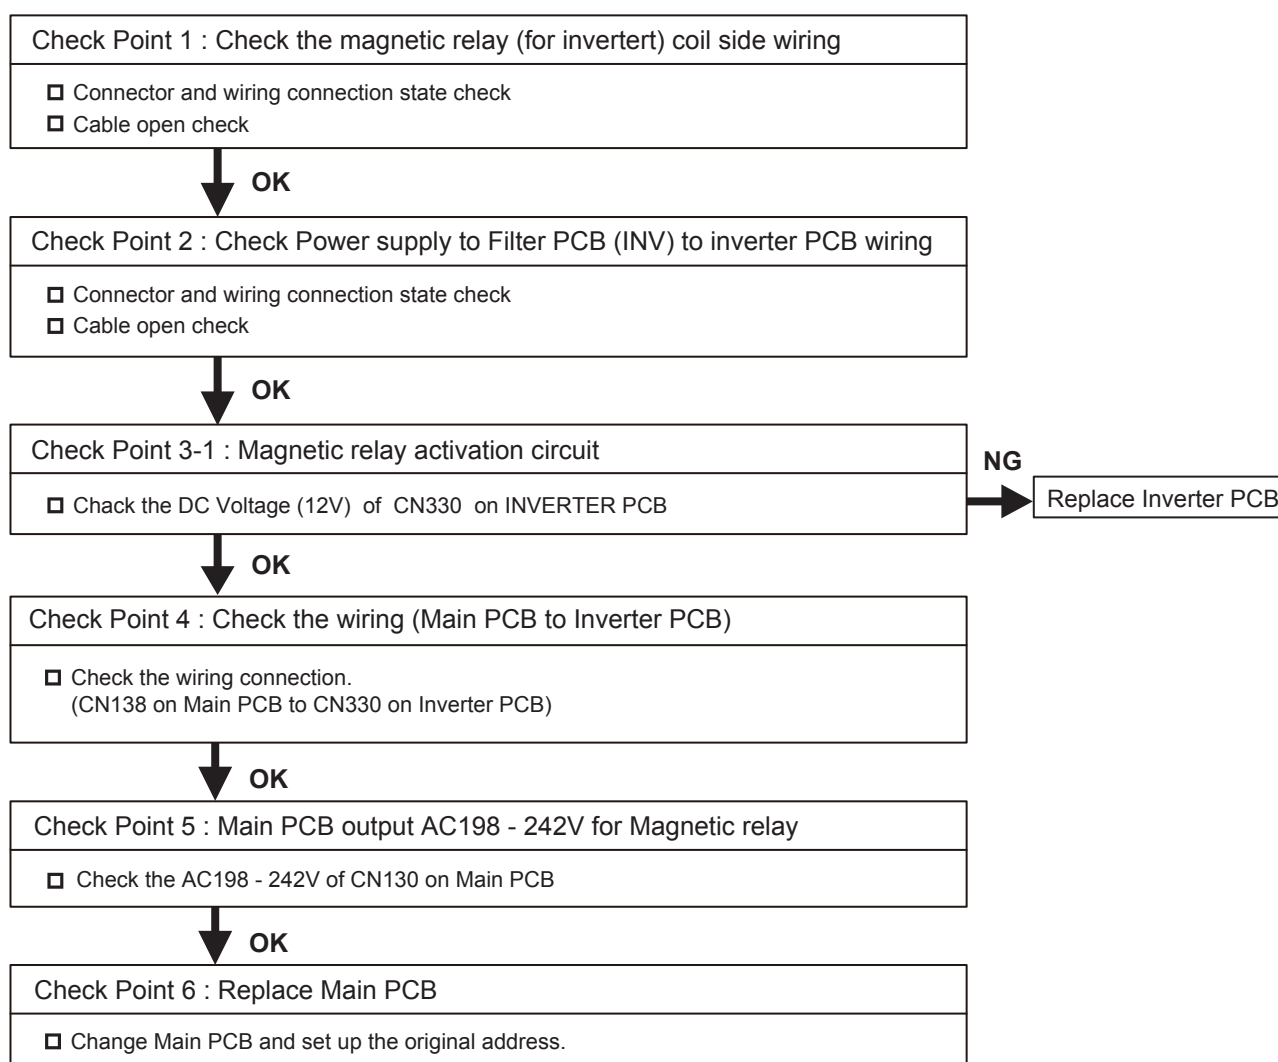 Check Point 1 : Check the magnetic relay (for invertert) coil side wiring
Connector and wiring connection state check
Cable open check
OK
Check Point 2 : Check Power supply to Filter PCB (INV) to inverter PCB wiring
Connector and wiring connection state check
Cable open check
OK
Check Point 3-1 : Magnetic relay activation circuit
Chack the DC Voltage (12V) of CN330 on INVERTER PCB
NG
Replace Inverter PCB
OK
Check Point 4 : Check the wiring (Main PCB to Inverter PCB)
Check the wiring connection.
(CN138 on Main PCB to CN330 on Inverter PCB)
OK
Check Point 5 : Main PCB output AC198 - 242V for Magnetic relay
Check the AC198 - 242V of CN130 on Main PCB
OK
Check Point 6 : Replace Main PCB
Change Main PCB and set up the original address.